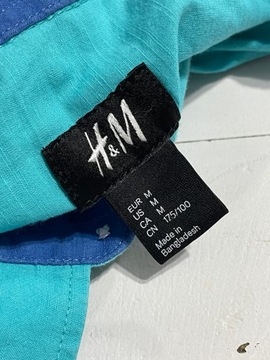 H&M
EUR M
US M
CA M
CN 175/100
Made in
Bangladesh